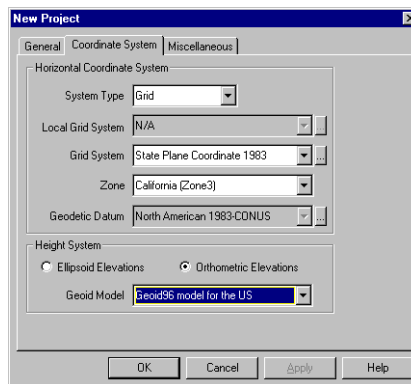 New Project
General Coordinate System Miscellaneous
Horizontal Coordinate System
System Type Grid
Local Grid System N/A ...
Grid System State Plane Coordinate 1983 ...
Zone California (Zone3)
Geodetic Datum North American 1983-CONUS ...
Height System
Ellipsoid Elevations Orthometric Elevations
Geoid Model Geoid96 model for the US
OK Cancel Apply Help